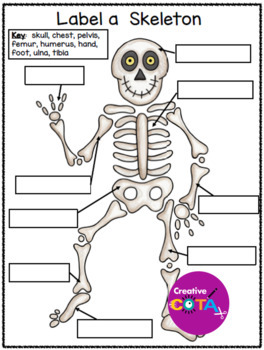 Label a Skeleton
Key: skull, chest, pelvis,
femur, humerus, hand,
foot, ulna, tibia
Creative
COTA